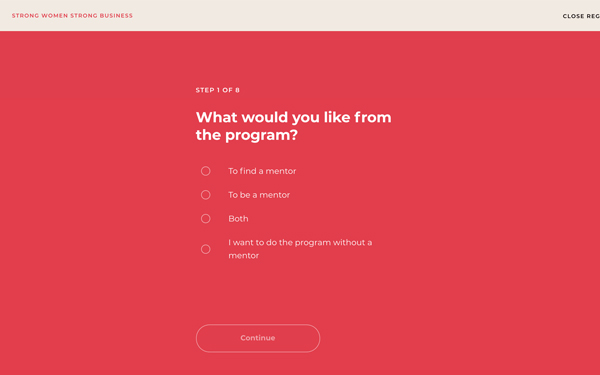 STRONG WOMEN STRONG BUSINESS
CLOSE REG
STEP 1 OF 8
What would you like from
the program?
To find a mentor
To be a mentor
Both
I want to do the program without a
mentor
Continue